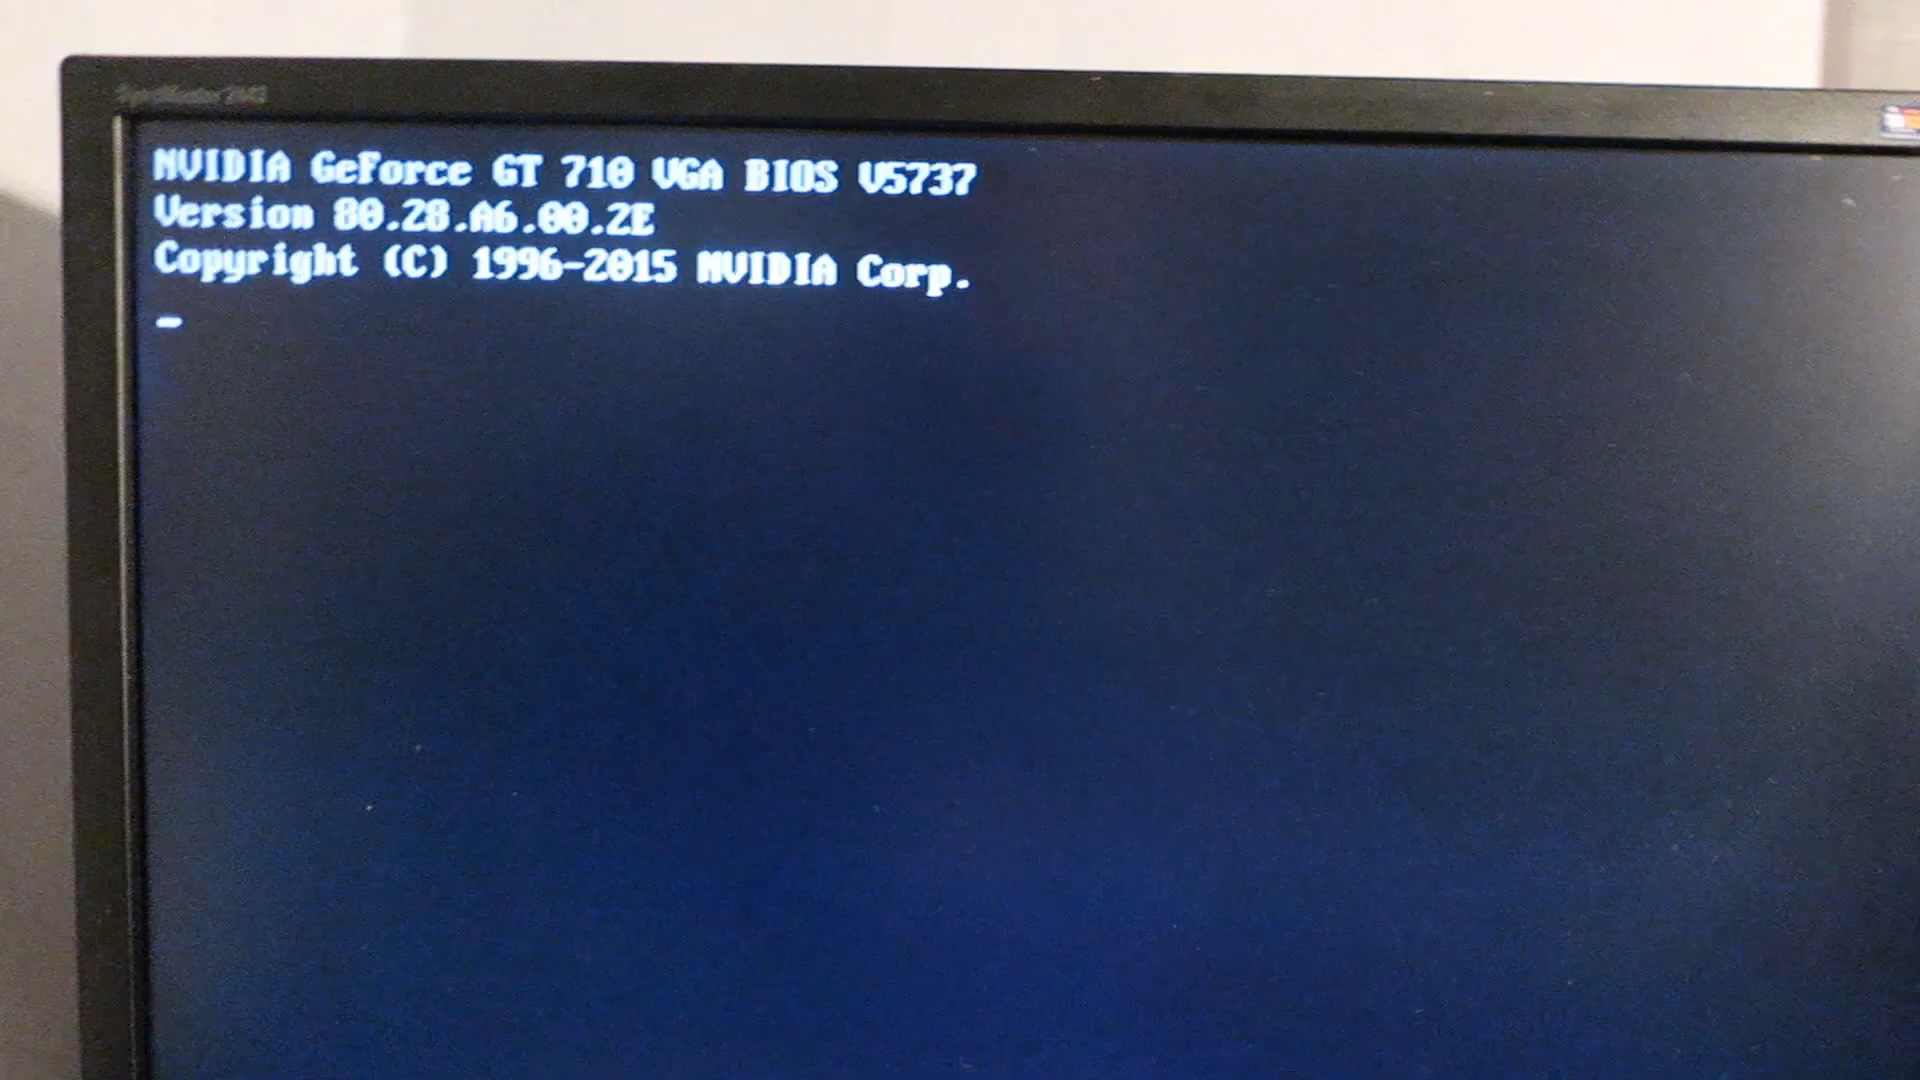 NVIDIA GeForce GT 710 VGA BIOS V5737
Version 80.28.A6.00.2E
Copyright (C) 1996-2015 NVIDIA Corp.